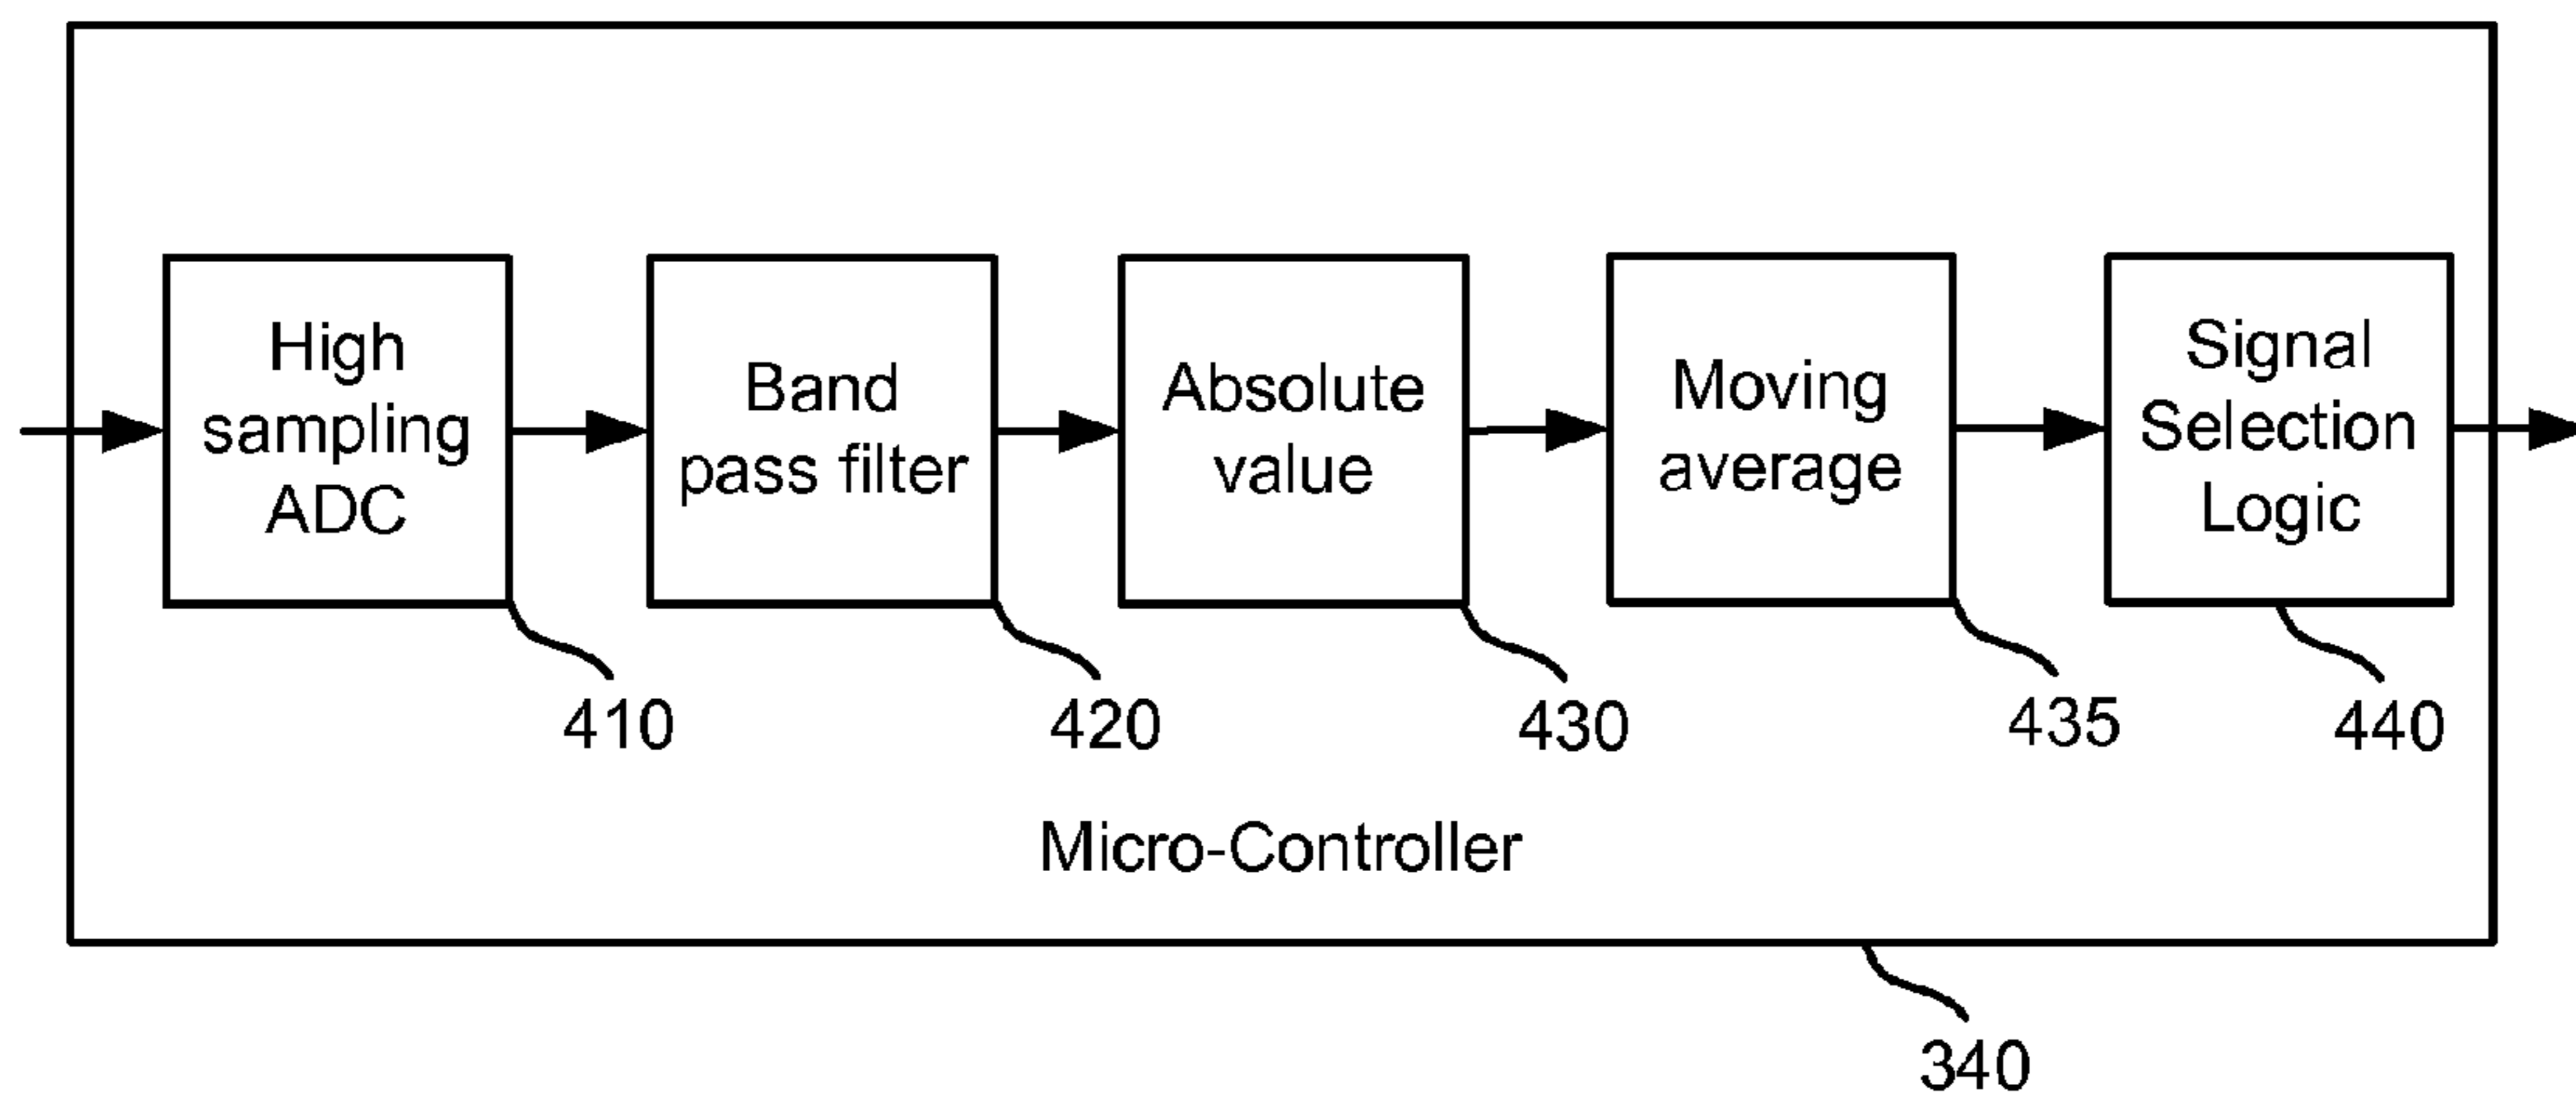 High
sampling
ADC
Band
pass filter
Absolute
value
Moving
average
Signal
Selection
Logic
410
420
430
435
440
Micro-Controller
340